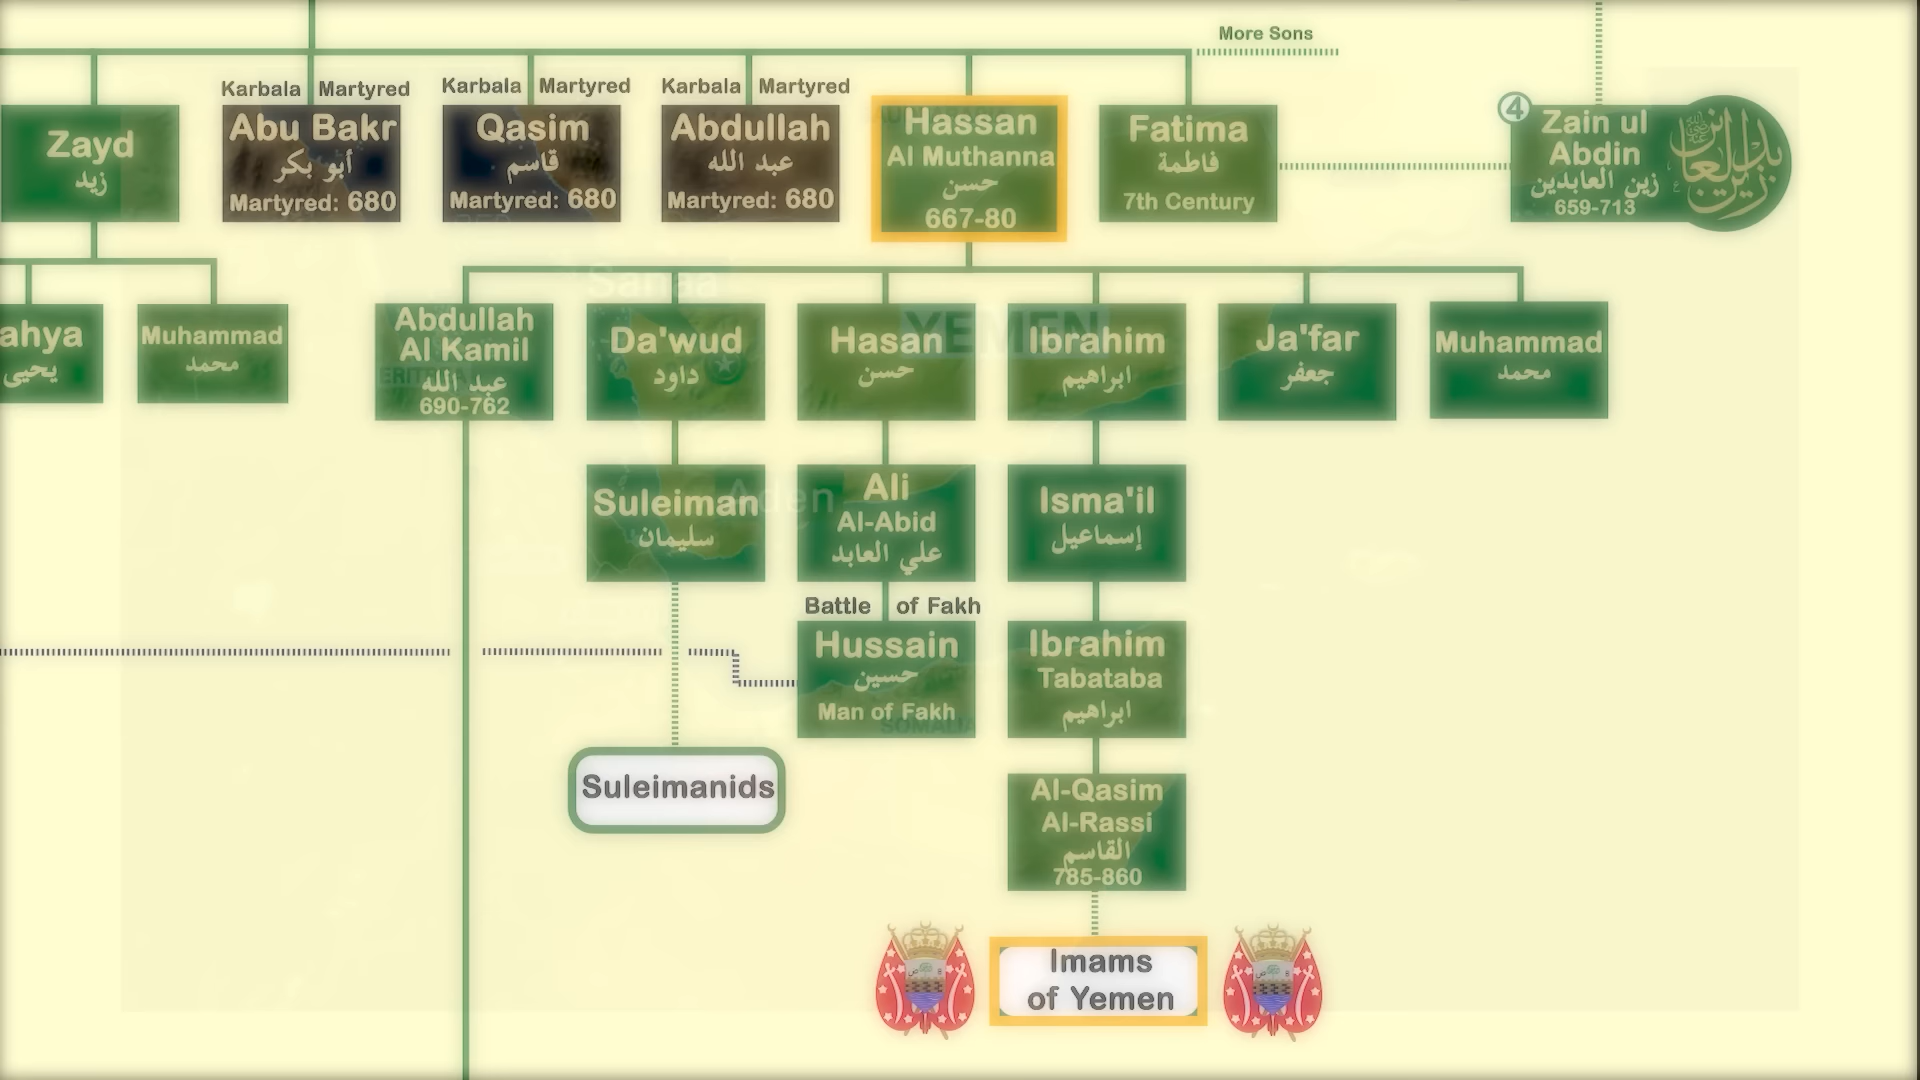 More Sons
Karbala Martyred
Karbala Martyred
Karbala Martyred
Zayd
زيد
Abu Bakr
أبو بكر
Martyred: 680
Qasim
قاسم
Martyred: 680
Abdullah
عبد الله
Martyred: 680
Hassan
Al Muthanna
حسن
667-80
Fatima
فاطمة
7th Century
4
Zain ul
Abdin
زين العابدين
659-713
ahya
يحيى
Muhammad
محمد
Abdullah
Al Kamil
عبد الله
690-762
Da'wud
داود
Hasan
حسن
Ibrahim
ابراهيم
Ja'far
جعفر
Muhammad
محمد
Sanaa
YEMEN
ERITREA
Suleiman
سليمان
Aden
Ali
Al-Abid
علي العابد
Isma'il
إسماعيل
Battle of Fakh
Hussain
حسين
Man of Fakh
SOMALIA
Ibrahim
Tabataba
ابراهيم
Suleimanids
Al-Qasim
Al-Rassi
القاسم
785-860
Imams
of Yemen